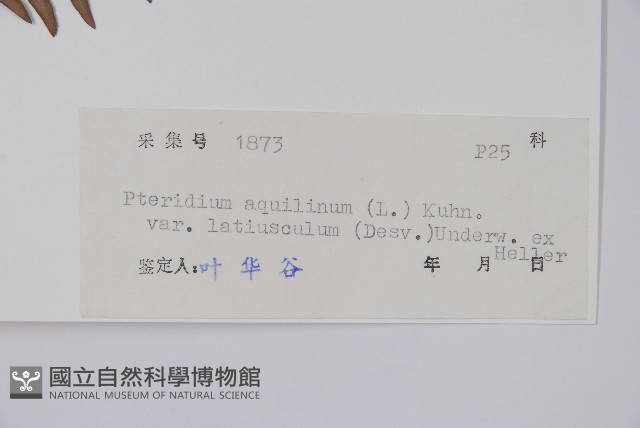 采集号 1873
P25 科
Pteridium aquilinum (L.) Kuhn.
var. latiusculum (Desv.)Underw. ex
Heller
鉴定人:叶华谷 年 月 日
國立自然科學博物館
NATIONAL MUSEUM OF NATURAL SCIENCE